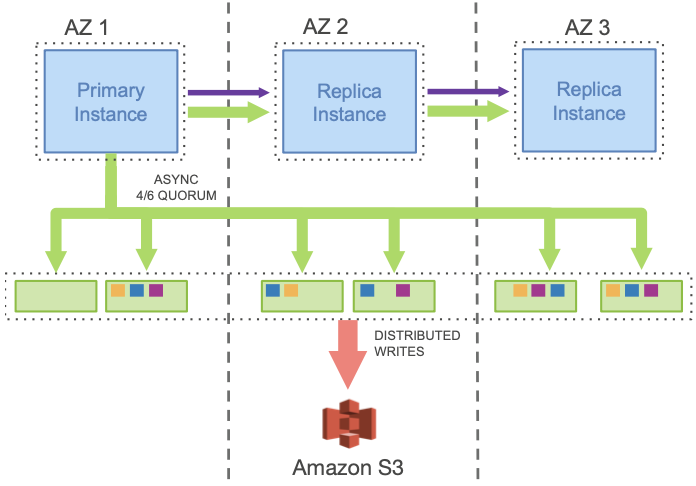 AZ 1
AZ 2
AZ 3
Primary
Instance
Replica
Instance
Replica
Instance
ASYNC
4/6 QUORUM
DISTRIBUTED
WRITES
Amazon S3